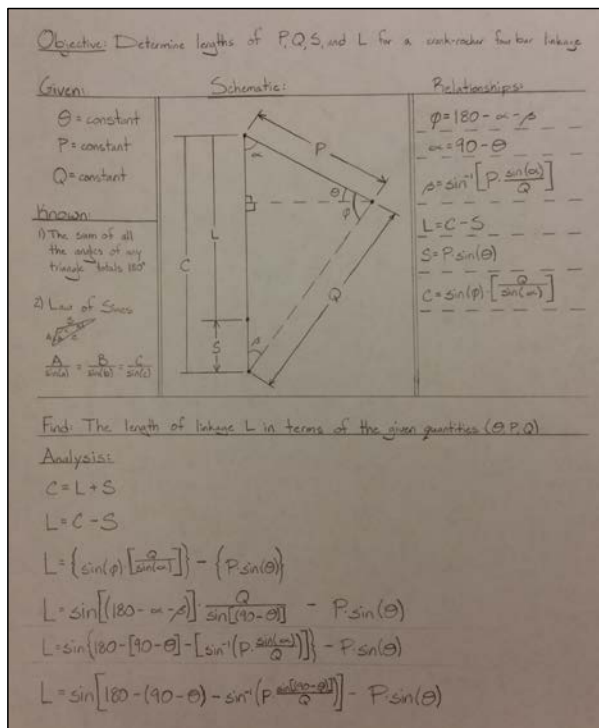 Objective: Determine lengths of P, Q, S, and L for a crank-rocker four bar linkage
Given:
θ = constant
P = constant
Q = constant
Known:
1) The sum of all
the angles of any
triangle totals 180°
2) Law of Sines
A/sin(a) = B/sin(b) = C/sin(c)
Schematic:
α
P
θ
φ
L
C
Q
S
β
Relationships:
φ=180-α-β
α=90-θ
β=sin⁻¹[P·sin(α)/Q]
L=C-S
S=P·sin(θ)
C=sin(φ)·[Q/sin(α)]
Find: The length of linkage L in terms of the given quantities (θ, P, Q)
Analysis:
C=L+S
L=C-S
L={sin(φ)·[Q/sin(α)]} - {P·sin(θ)}
L=sin[(180-α-β)]·Q/sin[(90-θ)] - P·sin(θ)
L=sin{180-[90-θ]-[sin⁻¹(P·sin(α)/Q)]} - P·sin(θ)
L=sin[180-(90-θ)-sin⁻¹(P·sin[(90-θ)]/Q)] - P·sin(θ)